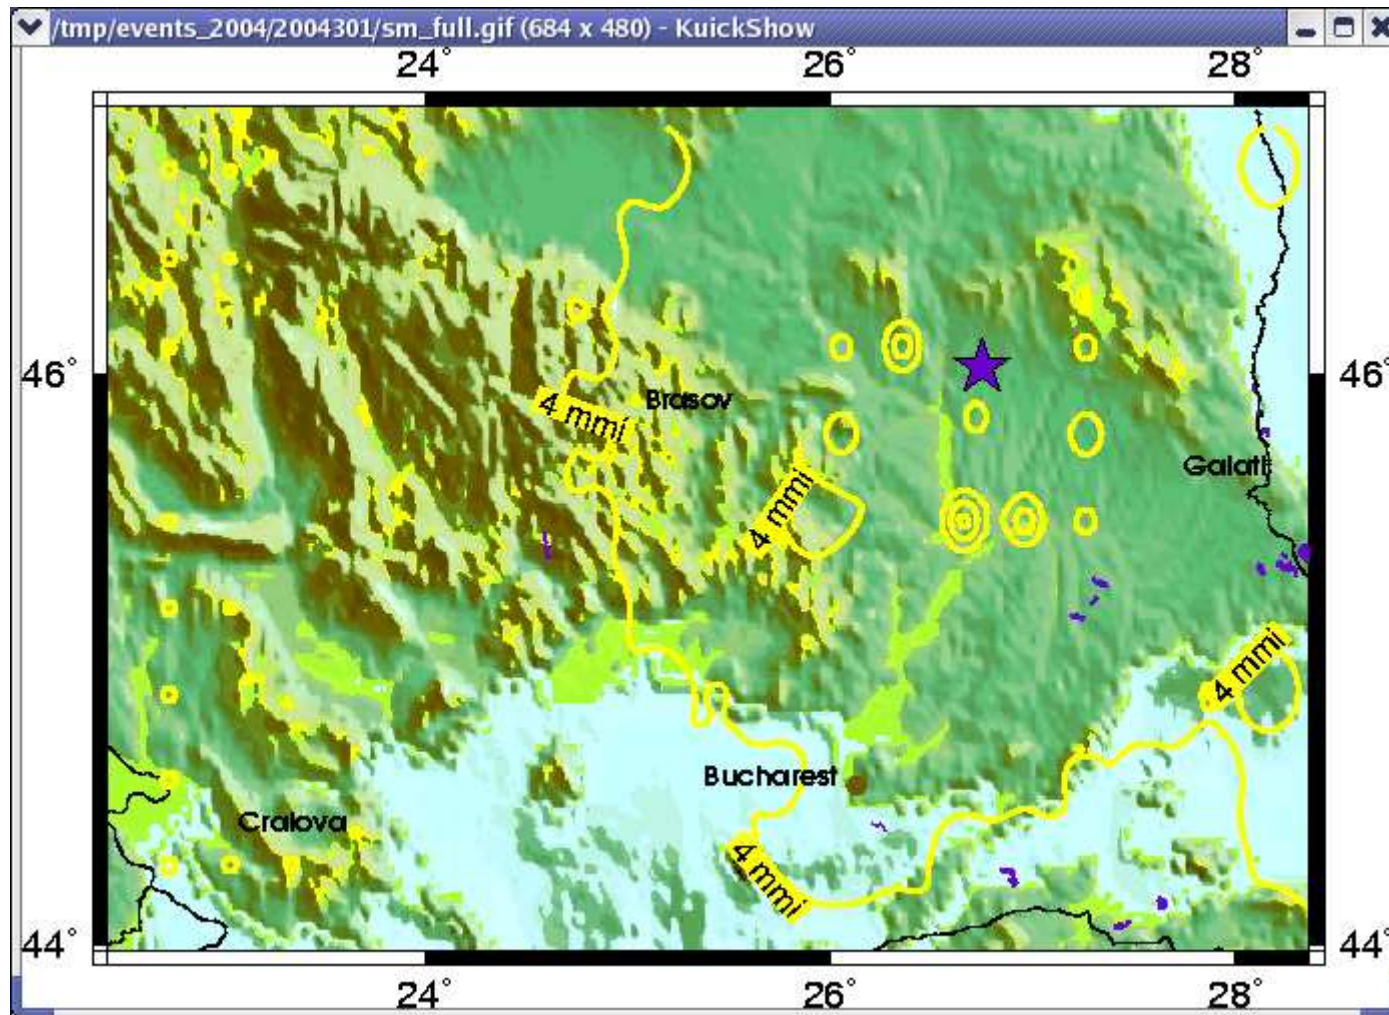 /tmp/events_2004/2004301/sm_full.gif (684 x 480) - KuickShow
24° 26° 28°
46° 46°
4 mmi
Brasov
4 mmi
Galati
4 mmi
Bucharest
Craiova
4 mmi
44° 44°
24° 26° 28°